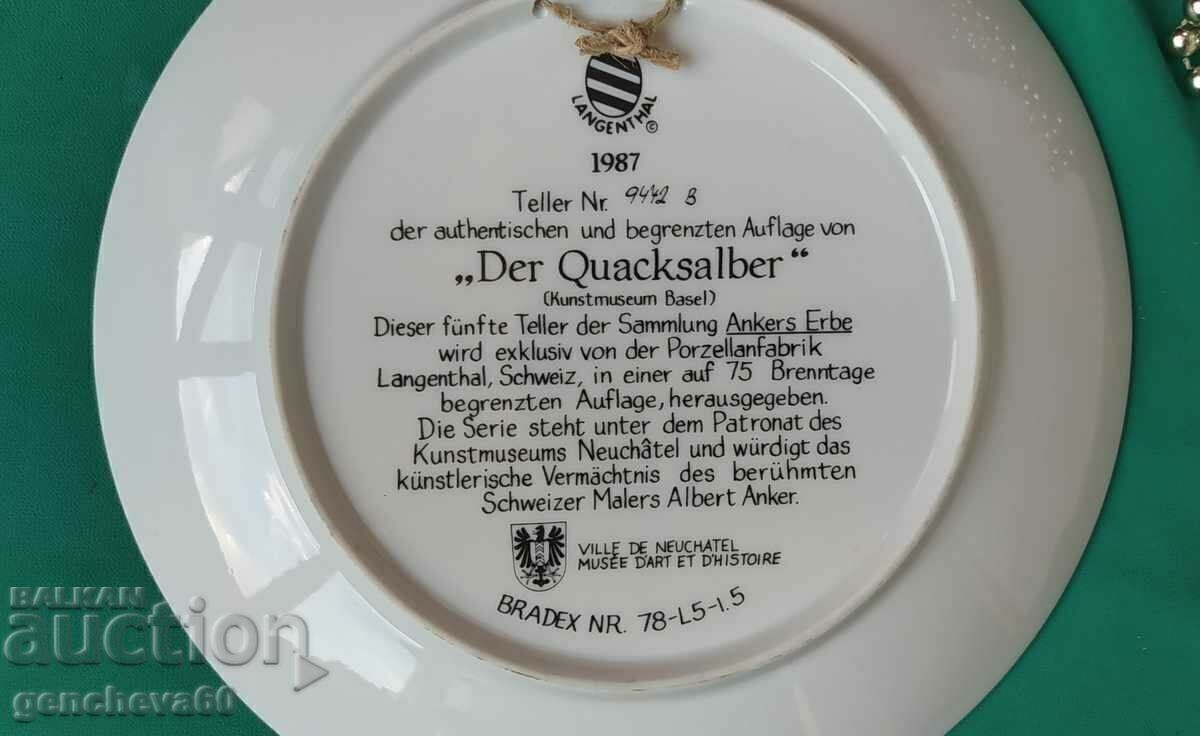 LANGENTHAL ©
1987
Teller Nr. 9442 B
der authentischen und begrenzten Auflage von
„Der Quacksalber“
(Kunstmuseum Basel)
Dieser fünfte Teller der Sammlung Ankers Erbe
wird exklusiv von der Porzellanfabrik
Langenthal, Schweiz, in einer auf 75 Brenntage
begrenzten Auflage, herausgegeben.
Die Serie steht unter dem Patronat des
Kunstmuseums Neuchâtel und würdigt das
künstlerische Vermächtnis des berühmten
Schweizer Malers Albert Anker.
VILLE DE NEUCHATEL
MUSÉE D'ART ET D'HISTOIRE
BRADEX NR. 78-L5-1.5
BALKAN
auction
gencheva60